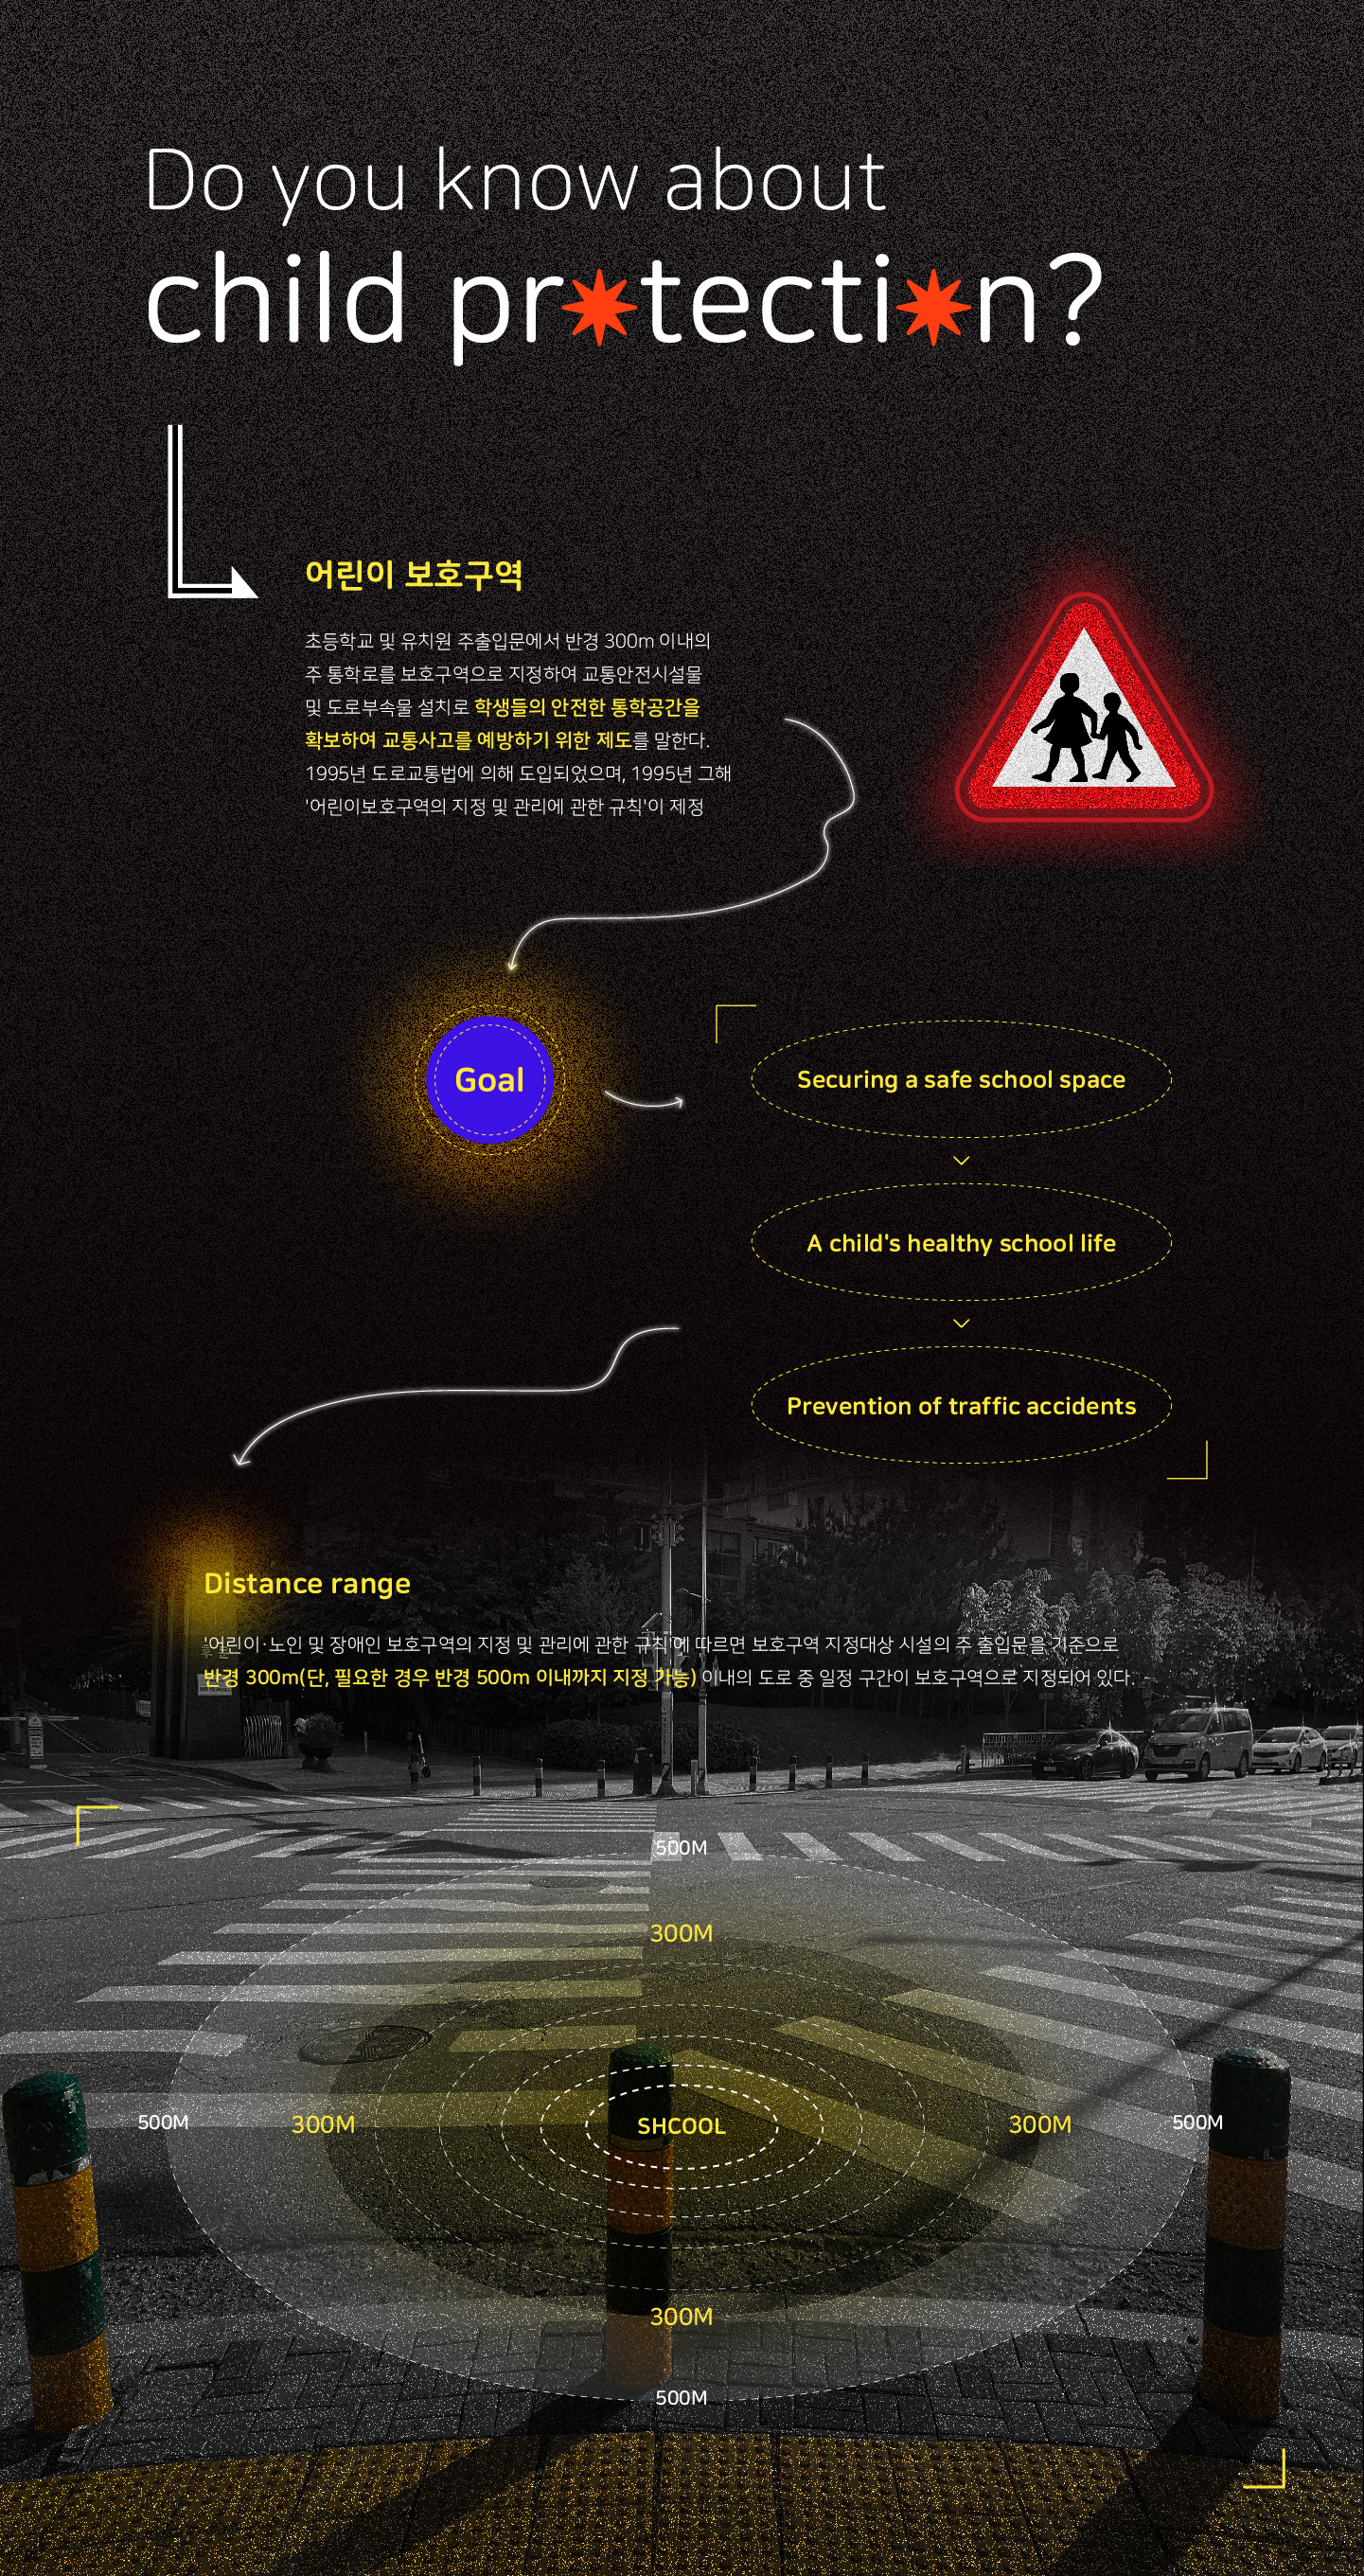 Do you know about
child pr✷tecti✷n?
어린이 보호구역
초등학교 및 유치원 주출입문에서 반경 300m 이내의
주 통학로를 보호구역으로 지정하여 교통안전시설물
및 도로부속물 설치로 학생들의 안전한 통학공간을
확보하여 교통사고를 예방하기 위한 제도를 말한다.
1995년 도로교통법에 의해 도입되었으며, 1995년 그해
'어린이보호구역의 지정 및 관리에 관한 규칙'이 제정
Goal
Securing a safe school space
A child's healthy school life
Prevention of traffic accidents
Distance range
'어린이·노인 및 장애인 보호구역의 지정 및 관리에 관한 규칙'에 따르면 보호구역 지정대상 시설의 주 출입문을 기준으로
반경 300m(단, 필요한 경우 반경 500m 이내까지 지정 가능) 이내의 도로 중 일정 구간이 보호구역으로 지정되어 있다.
500M
300M
500M
300M
SHCOOL
300M
500M
300M
500M